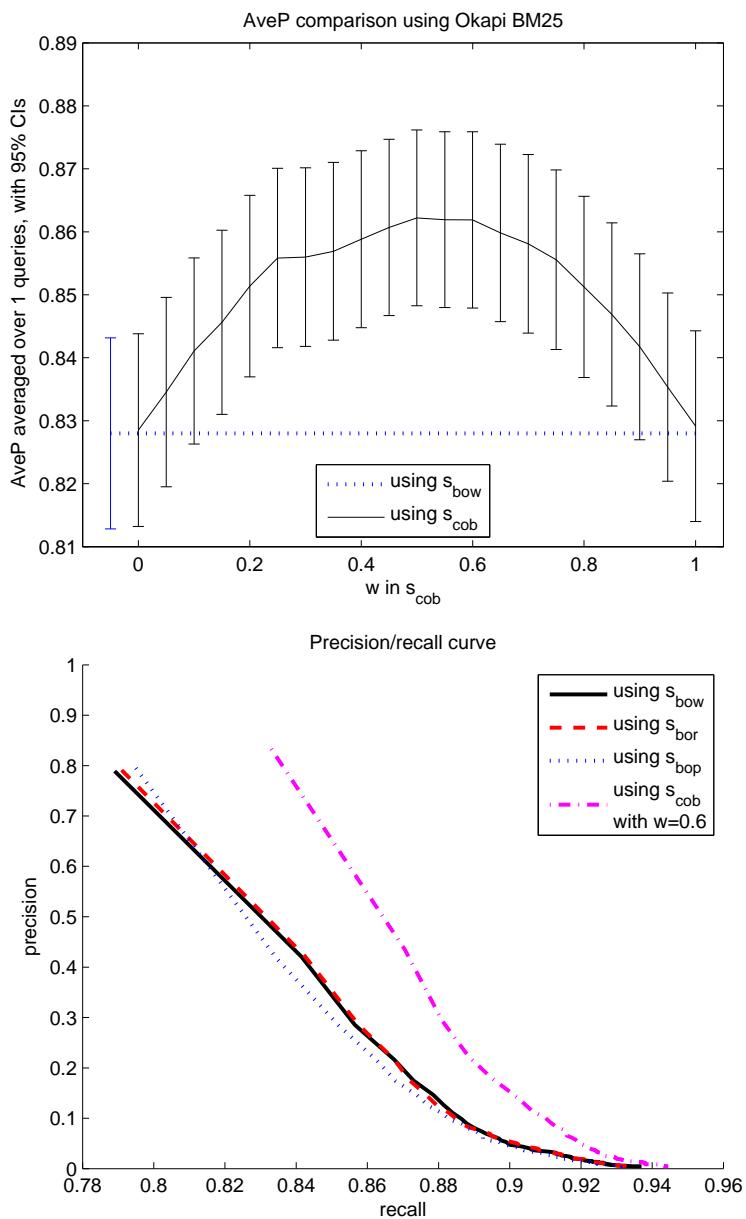 AveP comparison using Okapi BM25
0.89
0.88
0.87
0.86
0.85
0.84
0.83
0.82
0.81
AveP averaged over 1 queries, with 95% CIs
using s_bow
using s_cob
0 0.2 0.4 0.6 0.8 1
w in s_cob
Precision/recall curve
1
0.9
0.8
0.7
0.6
0.5
0.4
0.3
0.2
0.1
0
precision
using s_bow
using s_bor
using s_bop
using s_cob
with w=0.6
0.78 0.8 0.82 0.84 0.86 0.88 0.9 0.92 0.94 0.96
recall